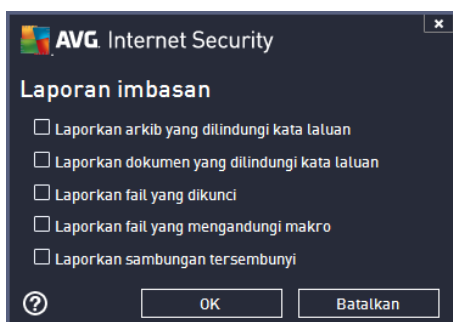 AVG. Internet Security
Laporan imbasan
Laporkan arkib yang dilindungi kata laluan
Laporkan dokumen yang dilindungi kata laluan
Laporkan fail yang dikunci
Laporkan fail yang mengandungi makro
Laporkan sambungan tersembunyi
? OK Batalkan